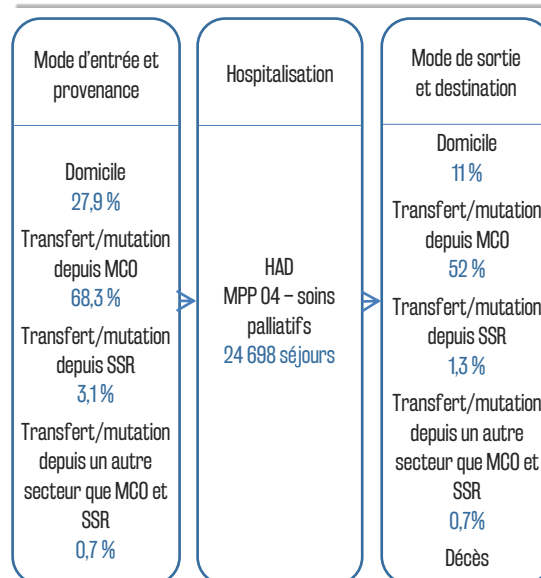 Mode d'entrée et
provenance
Domicile
27,9 %
Transfert/mutation
depuis MCO
68,3 %
Transfert/mutation
depuis SSR
3,1 %
Transfert/mutation
depuis un autre
secteur que MCO et
SSR
0,7 %
Hospitalisation
HAD
MPP 04 – soins
palliatifs
24 698 séjours
Mode de sortie
et destination
Domicile
11 %
Transfert/mutation
depuis MCO
52 %
Transfert/mutation
depuis SSR
1,3 %
Transfert/mutation
depuis un autre
secteur que MCO et
SSR
0,7%
Décès